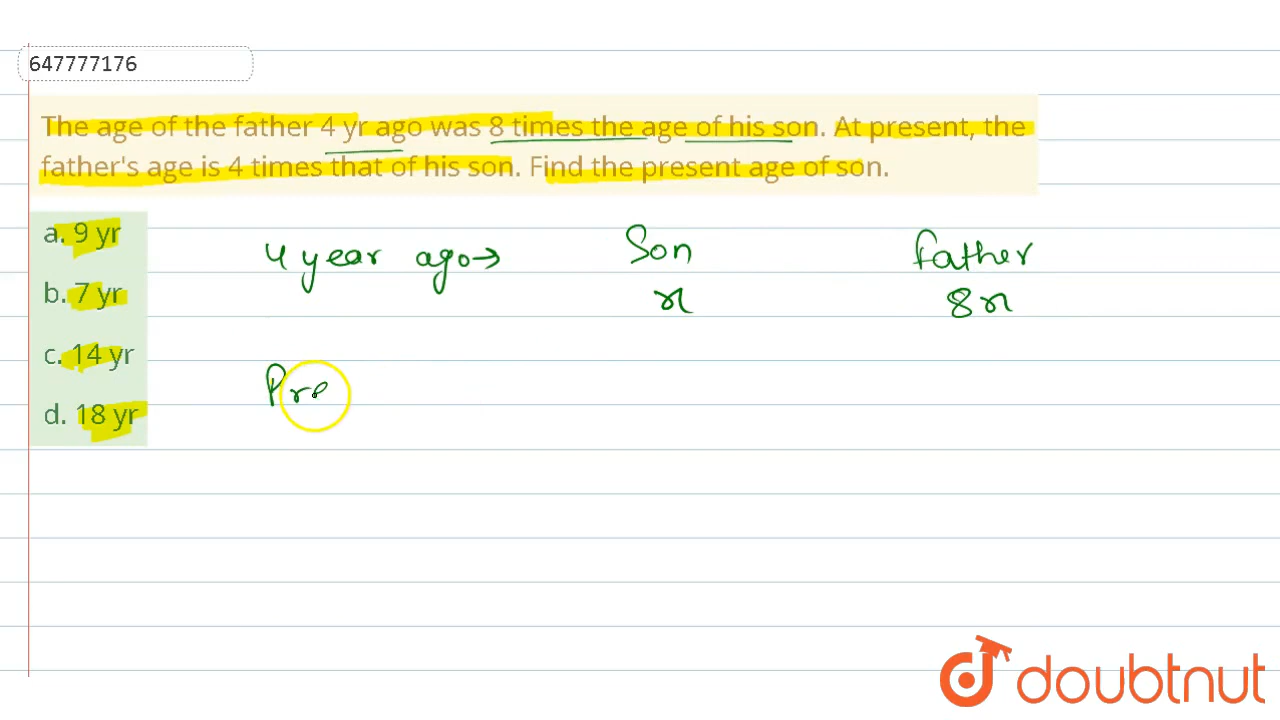 647777176
The age of the father 4 yr ago was 8 times the age of his son. At present, the
father's age is 4 times that of his son. Find the present age of son.
a. 9 yr
b. 7 yr
c. 14 yr
d. 18 yr
4 year ago→ Son Father
x 8x
Pre
doubtnut